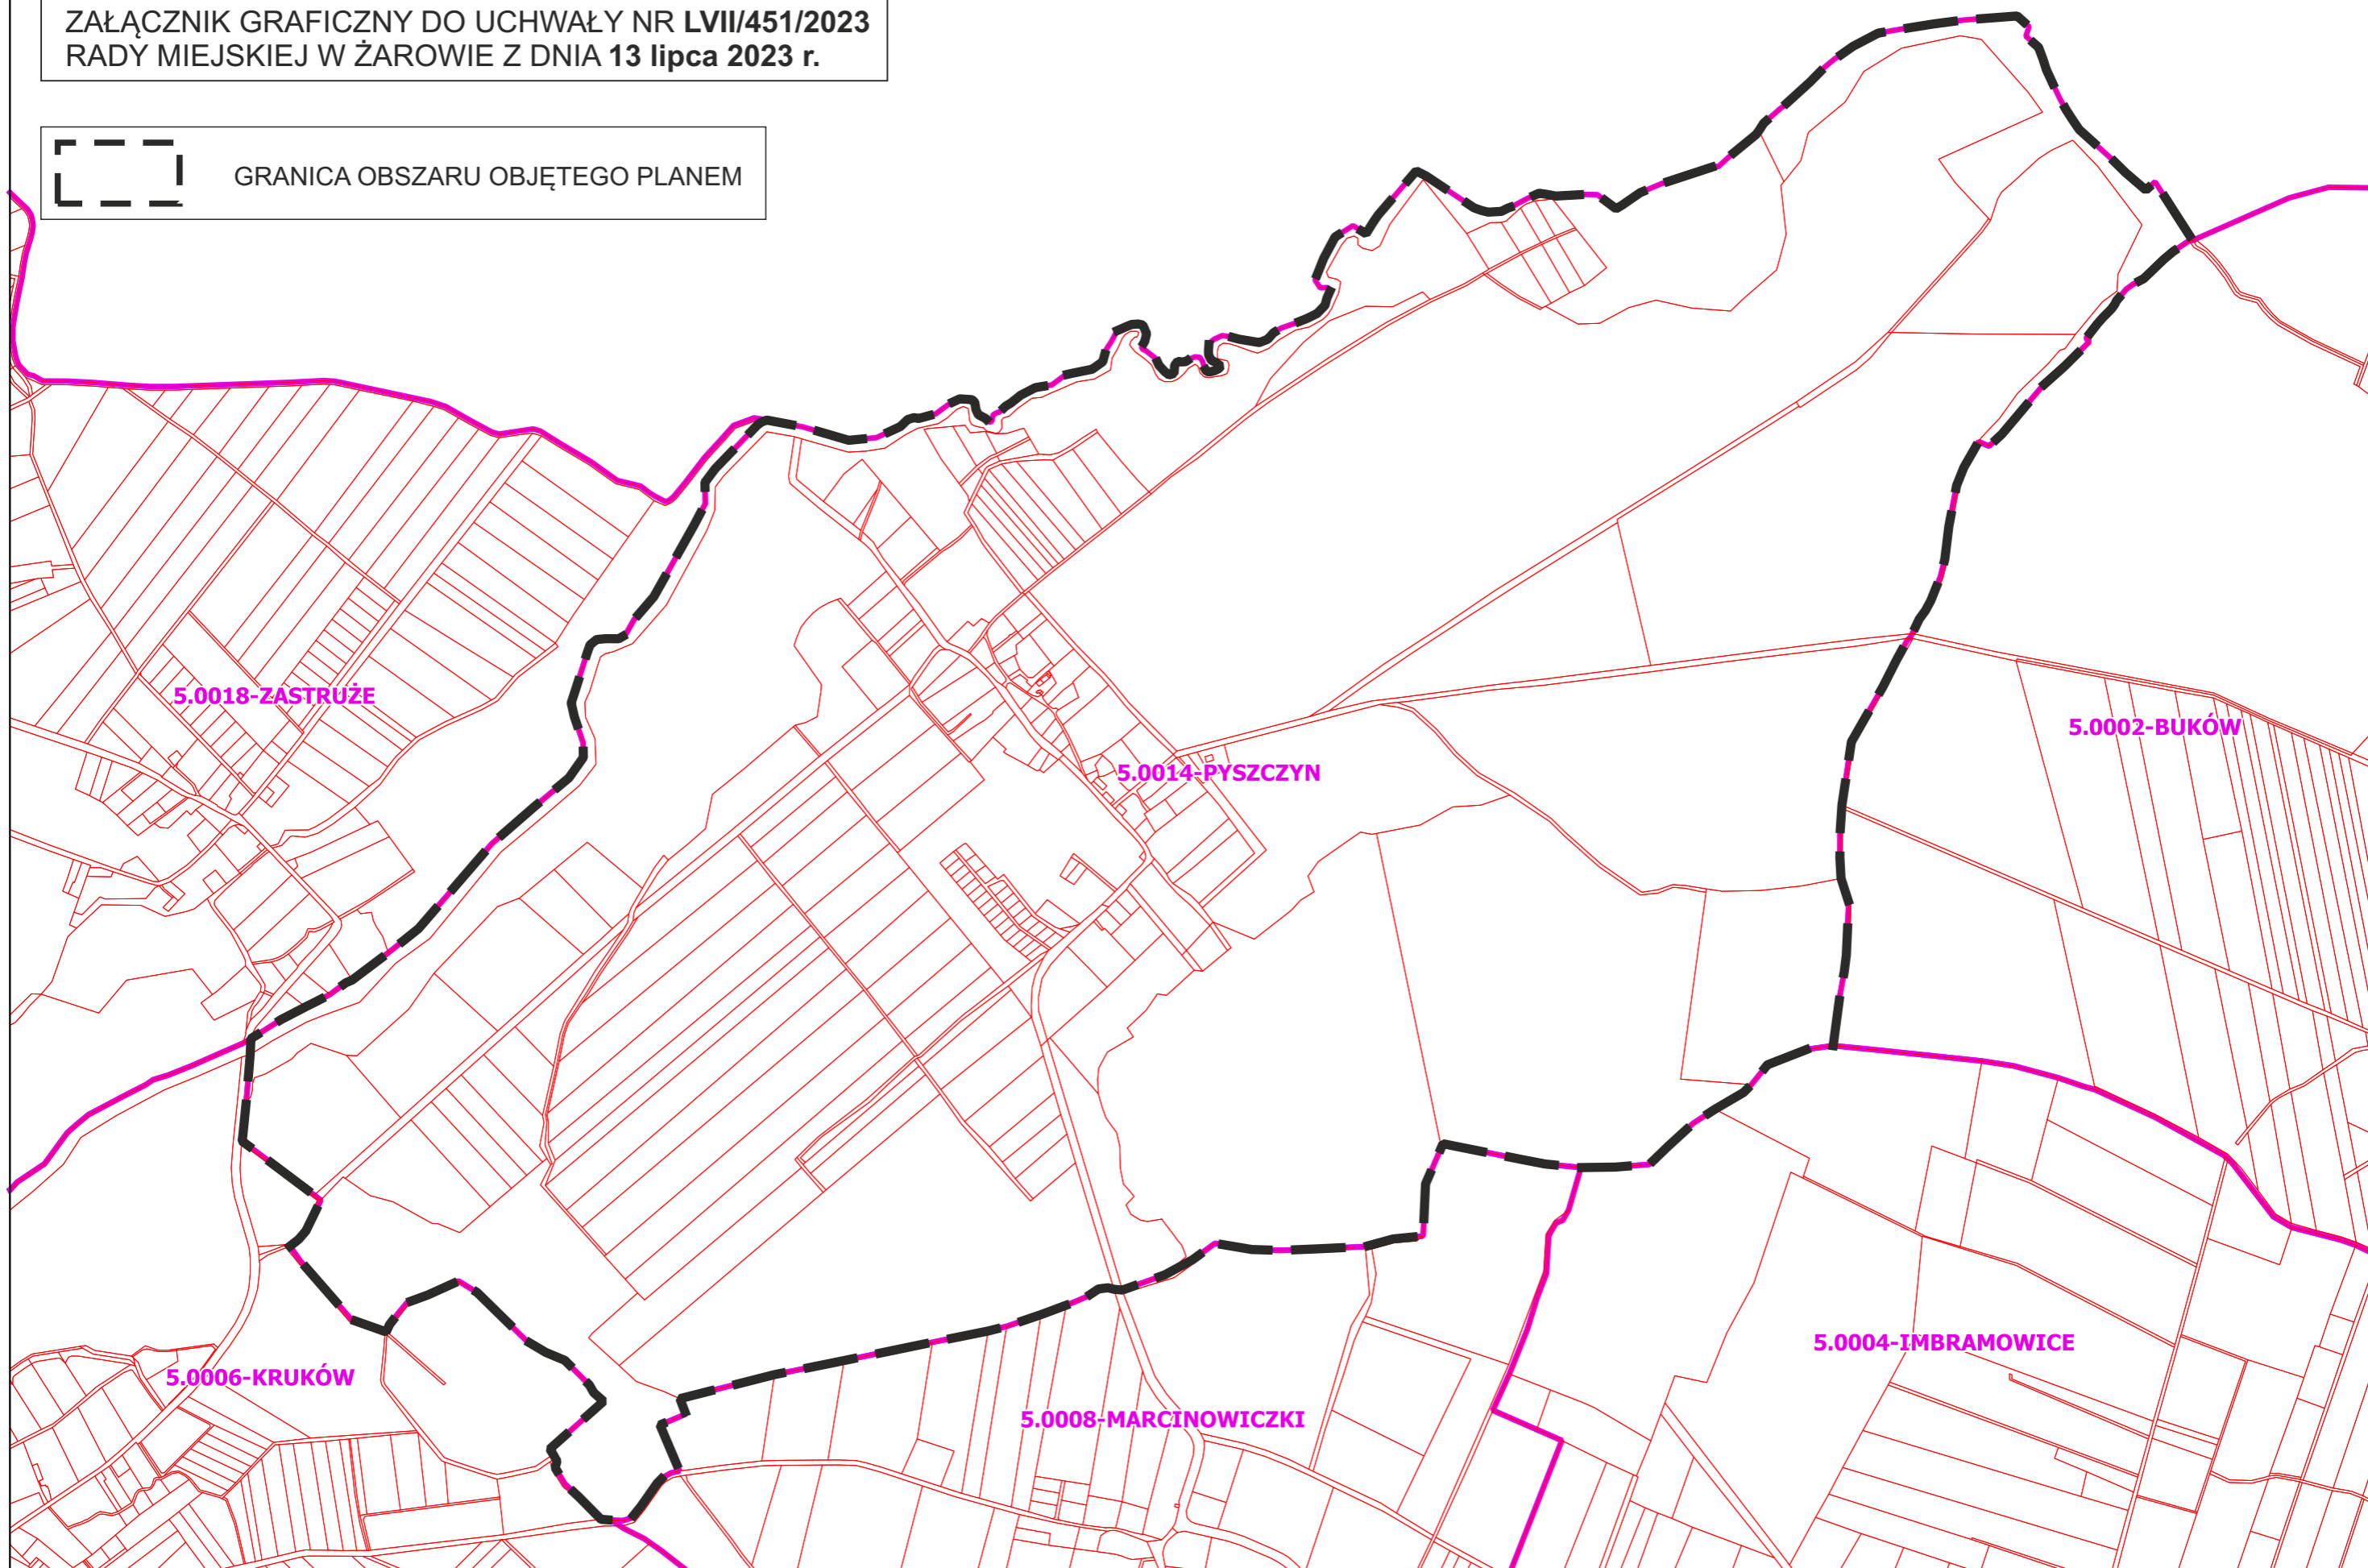 ZAŁĄCZNIK GRAFICZNY DO UCHWAŁY NR LVII/451/2023
RADY MIEJSKIEJ W ŻAROWIE Z DNIA 13 lipca 2023 r.
GRANICA OBSZARU OBJĘTEGO PLANEM
5.0018-ZASTRUŻE
5.0002-BUKÓW
5.0014-PYSZCZYN
5.0004-IMBRAMOWICE
5.0006-KRUKÓW
5.0008-MARCINOWICZKI